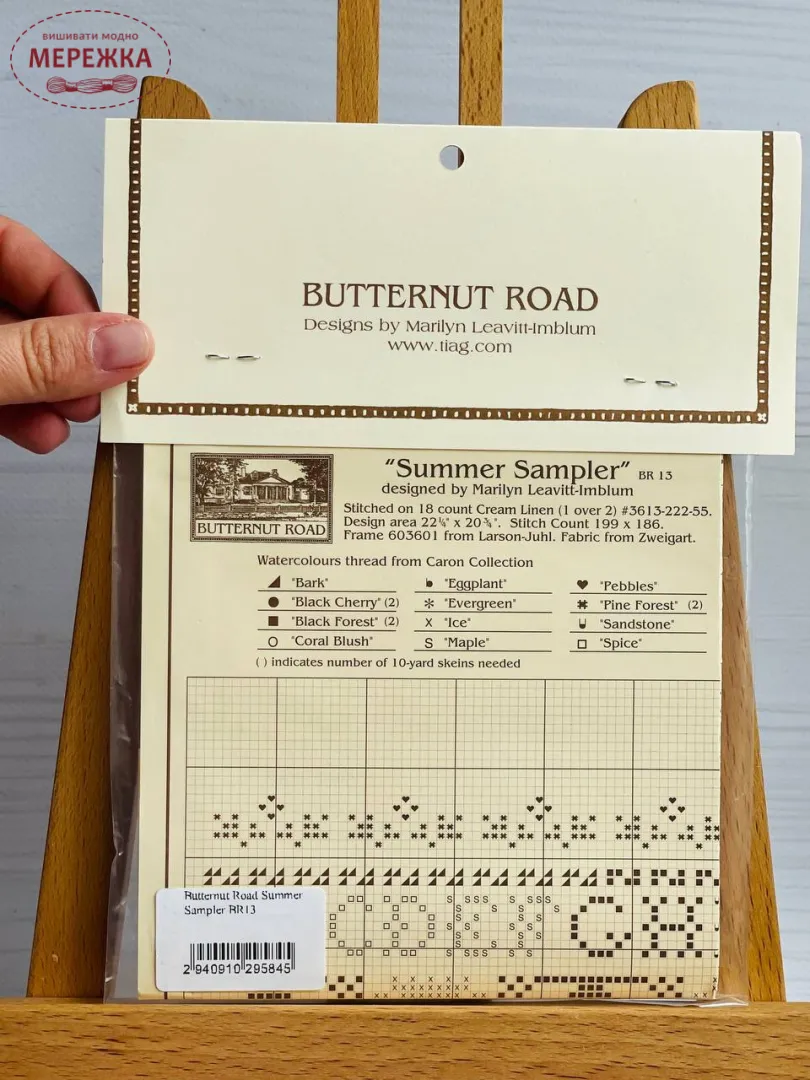 вишивати модно
МЕРЕЖКА
BUTTERNUT ROAD
Designs by Marilyn Leavitt-Imblum
www.tiag.com
BUTTERNUT ROAD
"Summer Sampler" BR 13
designed by Marilyn Leavitt-Imblum
Stitched on 18 count Cream Linen (1 over 2) #3613-222-55.
Design area 22¼" x 20¾". Stitch Count 199 x 186.
Frame 603601 from Larson-Juhl. Fabric from Zweigart.
Watercolours thread from Caron Collection
"Bark"
"Black Cherry" (2)
"Black Forest" (2)
"Coral Blush"
"Eggplant"
"Evergreen"
X "Ice"
S "Maple"
"Pebbles"
"Pine Forest" (2)
"Sandstone"
"Spice"
( ) indicates number of 10-yard skeins needed
Butternut Road Summer
Sampler BR13
2 940910 295845